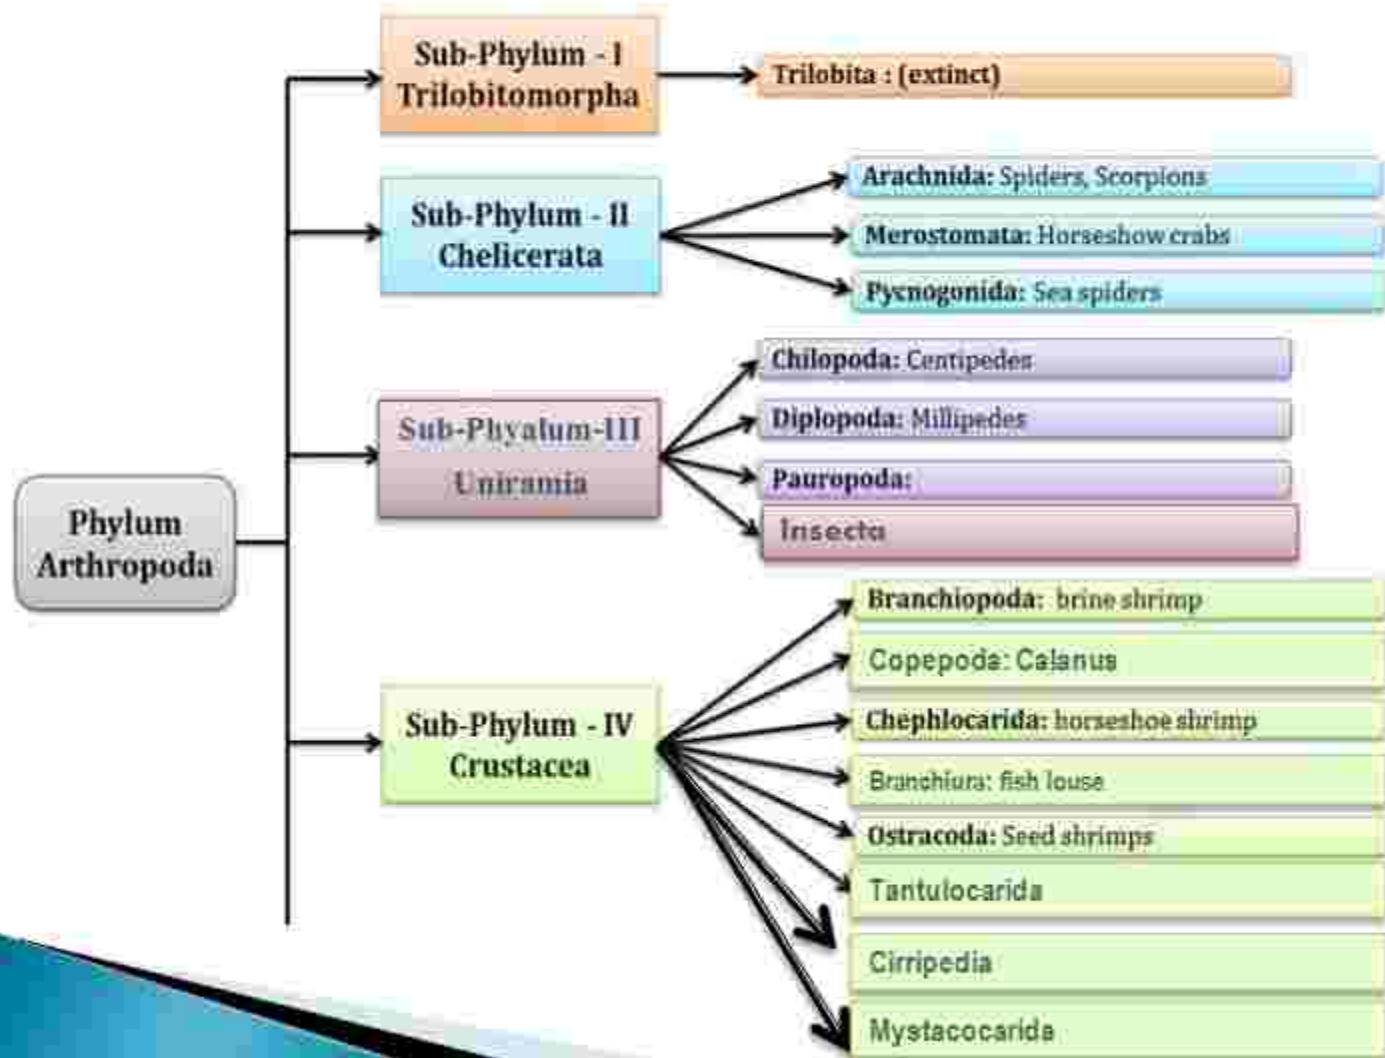 Phylum
Arthropoda
Sub-Phylum - I
Trilobitomorpha
Trilobita : (extinct)
Sub-Phylum - II
Chelicerata
Arachnida: Spiders, Scorpions
Merostomata: Horseshow crabs
Pycnogonida: Sea spiders
Sub-Phyalum-III
Uniramia
Chilopoda: Centipedes
Diplopoda: Millipedes
Pauropoda:
Insecta
Sub-Phylum - IV
Crustacea
Branchiopoda: brine shrimp
Copepoda: Calanus
Chephlocarida: horseshoe shrimp
Branchiura: fish louse
Ostracoda: Seed shrimps
Tantulocarida
Cirripedia
Mystacocarida